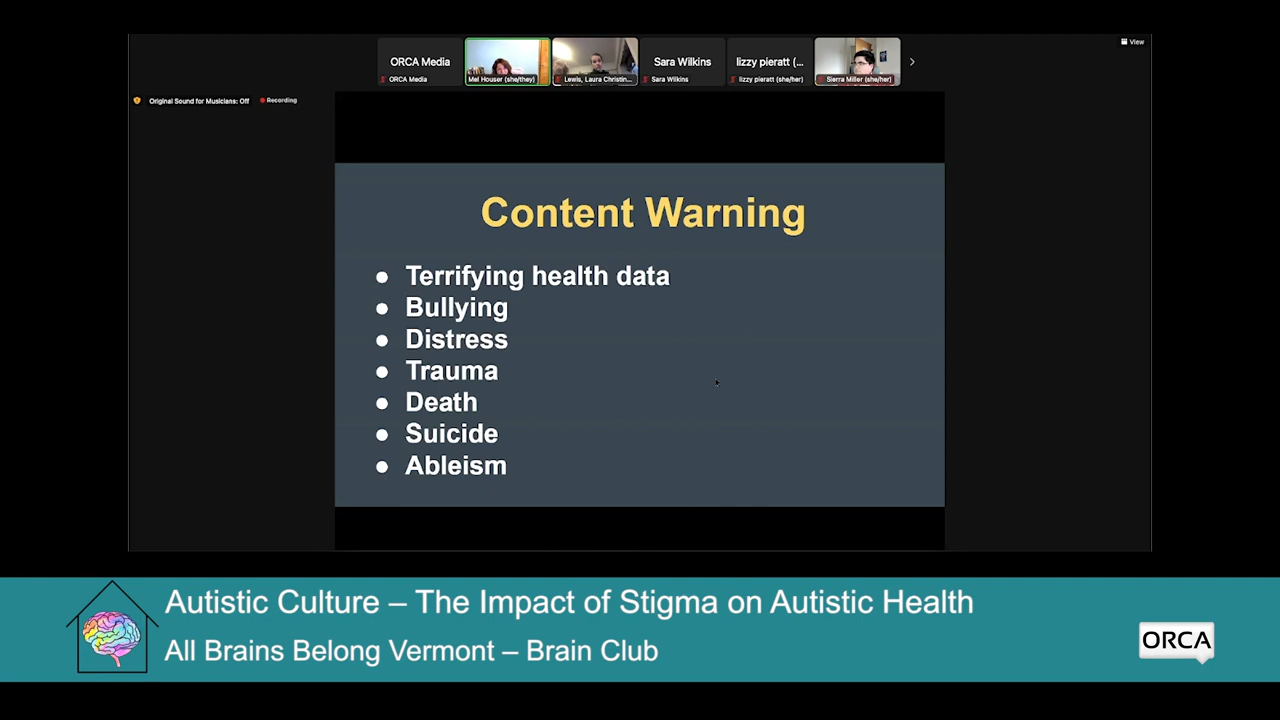 View
ORCA Media
Sara Wilkins
lizzy pieratt (...
ORCA Media
Mel Houser (she/they)
Lewis, Laura Christin...
Sara Wilkins
lizzy pieratt (she/her)
Sierra Miller (she/her)
Original Sound for Musicians: Off
Recording
Content Warning
● Terrifying health data
● Bullying
● Distress
● Trauma
● Death
● Suicide
● Ableism
Autistic Culture – The Impact of Stigma on Autistic Health
All Brains Belong Vermont – Brain Club
ORCA